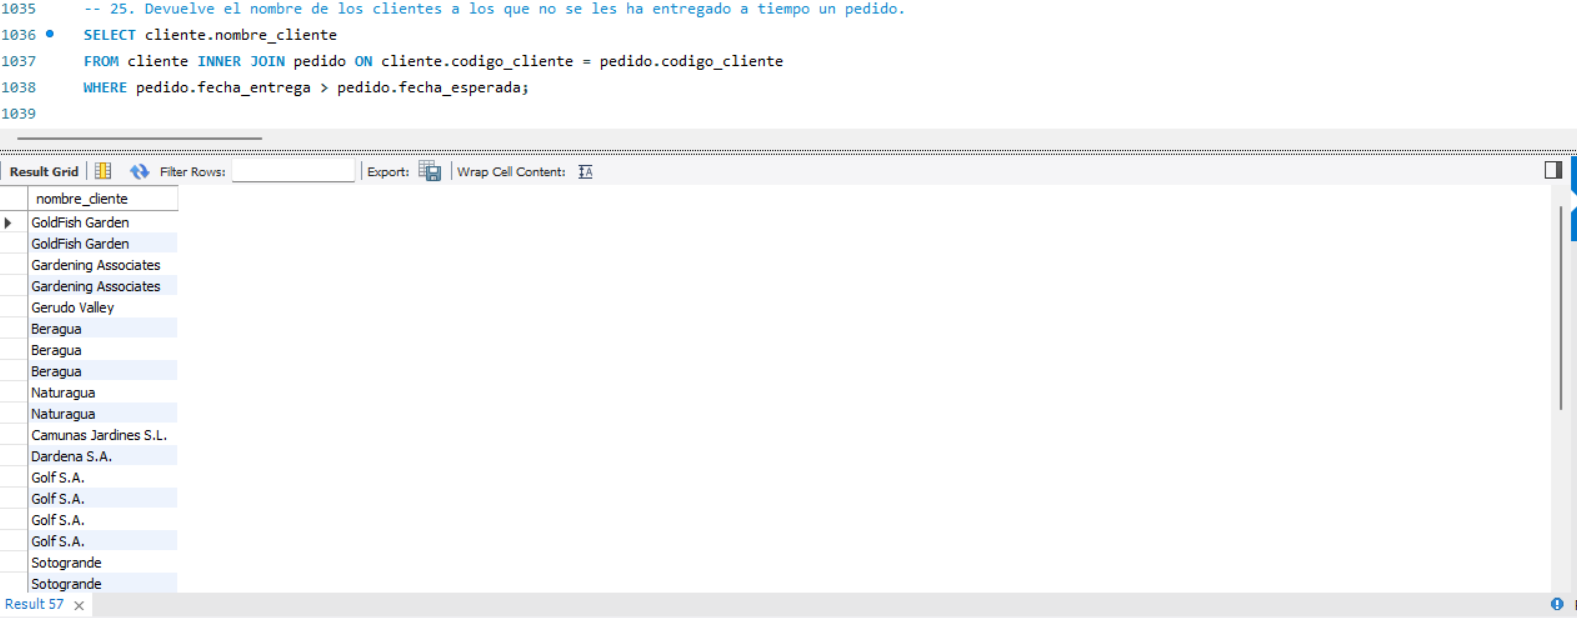 1035 -- 25. Devuelve el nombre de los clientes a los que no se les ha entregado a tiempo un pedido.
1036 SELECT cliente.nombre_cliente
1037 FROM cliente INNER JOIN pedido ON cliente.codigo_cliente = pedido.codigo_cliente
1038 WHERE pedido.fecha_entrega > pedido.fecha_esperada;
1039
Result Grid Filter Rows: Export: Wrap Cell Content: IA
nombre_cliente
GoldFish Garden
GoldFish Garden
Gardening Associates
Gardening Associates
Gerudo Valley
Beragua
Beragua
Beragua
Naturagua
Naturagua
Camunas Jardines S.L.
Dardena S.A.
Golf S.A.
Golf S.A.
Golf S.A.
Golf S.A.
Sotogrande
Sotogrande
Result 57 ×